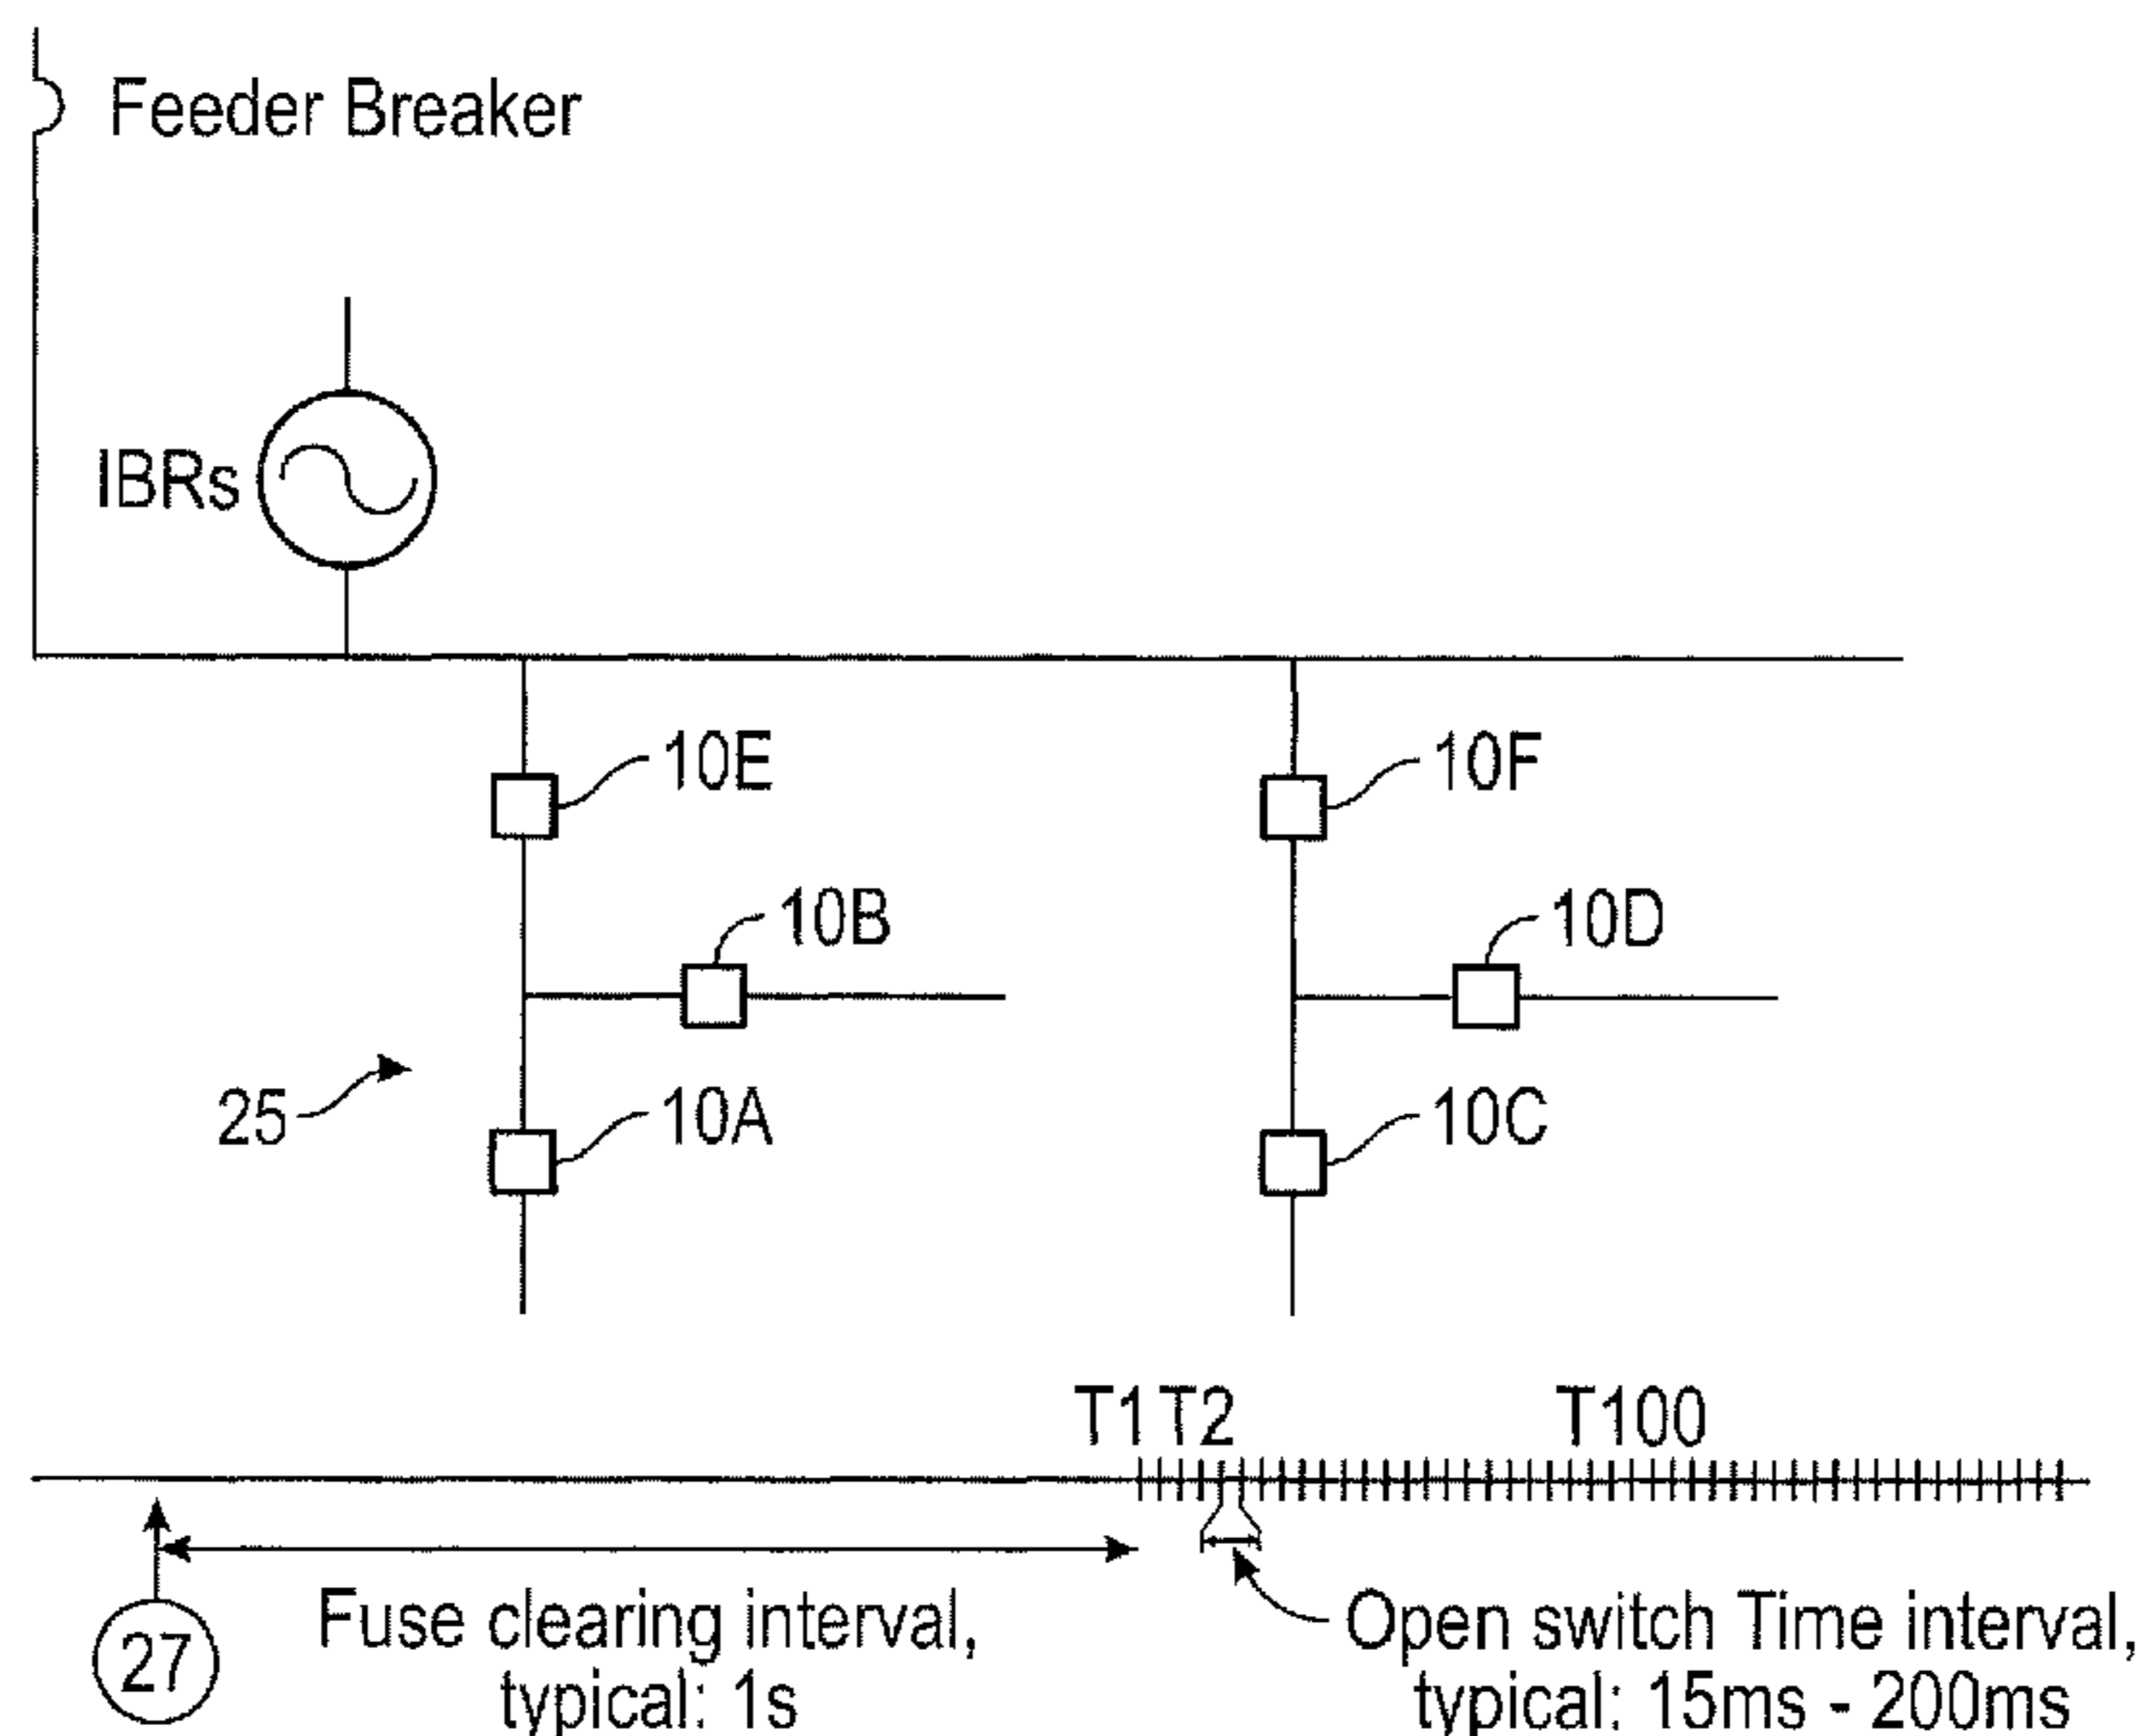 Feeder Breaker
IBRs
10E
10F
10B
10D
25
10A
10C
T1 T2
T100
27
Fuse clearing interval,
typical: 1s
Open switch Time interval,
typical: 15ms - 200ms